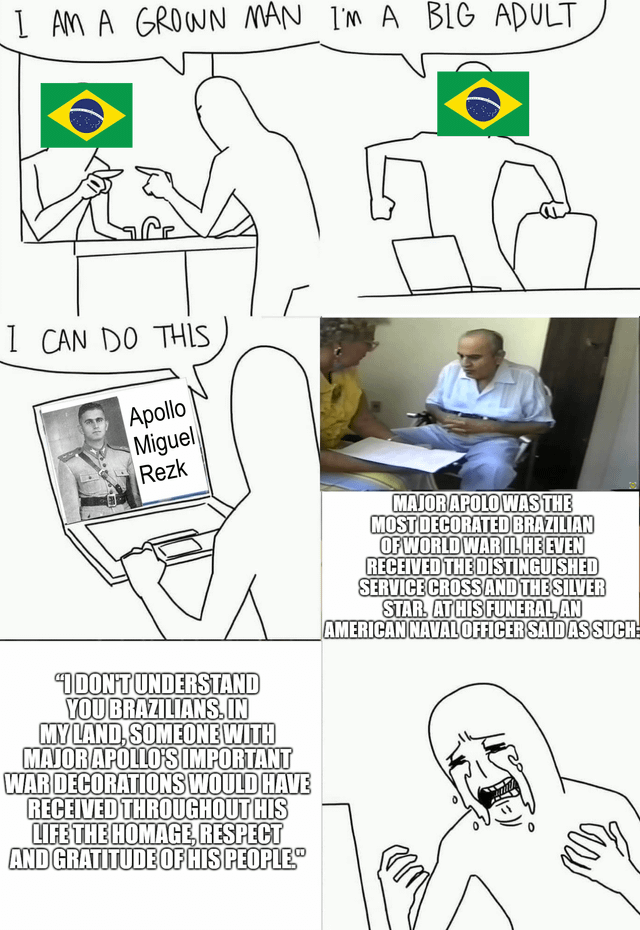 I AM A GROWN MAN
I'M A BIG ADULT
I CAN DO THIS
Apollo
Miguel
Rezk
MAJOR APOLO WAS THE
MOST DECORATED BRAZILIAN
OF WORLD WAR II. HE EVEN
RECEIVED THE DISTINGUISHED
SERVICE CROSS AND THE SILVER
STAR. AT HIS FUNERAL, AN
AMERICAN NAVAL OFFICER SAID AS SUCH:
"I DON'T UNDERSTAND
YOU BRAZILIANS. IN
MY LAND, SOMEONE WITH
MAJOR APOLLO'S IMPORTANT
WAR DECORATIONS WOULD HAVE
RECEIVED THROUGHOUT HIS
LIFE THE HOMAGE, RESPECT
AND GRATITUDE OF HIS PEOPLE."